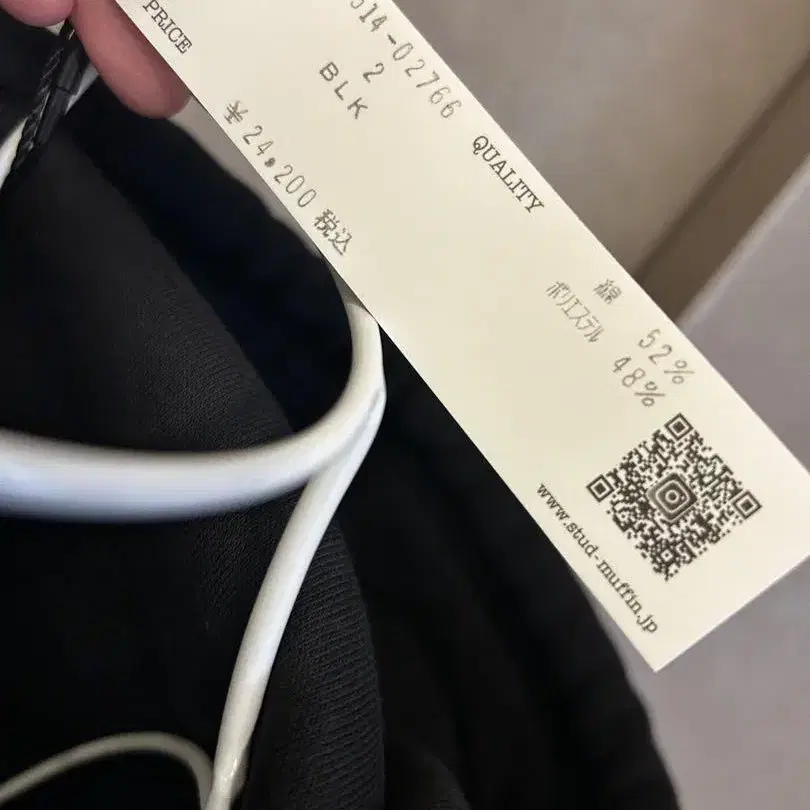 514-02766
2
BLK
PRICE
¥24,200 税込
QUALITY
綿 52%
ポリエステル 48%
www.stud-muffin.jp